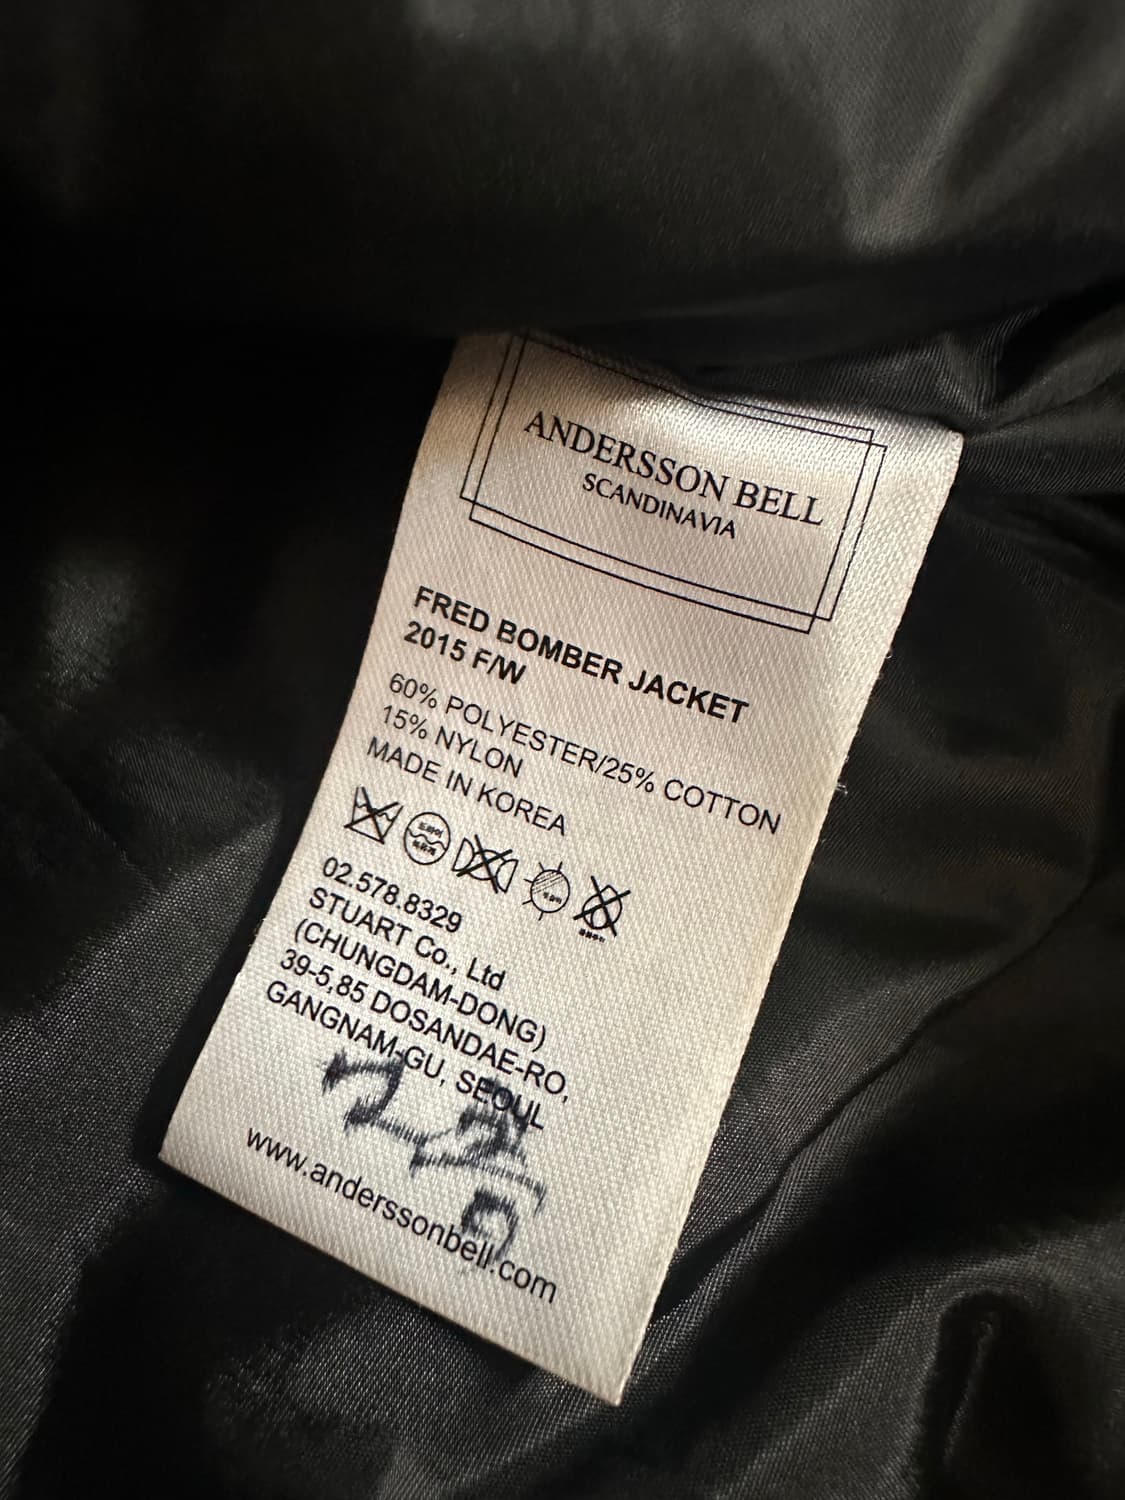 ANDERSSON BELL
SCANDINAVIA
FRED BOMBER JACKET
2015 F/W
60% POLYESTER/25% COTTON
15% NYLON
MADE IN KOREA
02.578.8329
STUART Co., Ltd
(CHUNGDAM-DONG)
39-5,85 DOSANDAE-RO,
GANGNAM-GU, SEOUL
www.anderssonbell.com